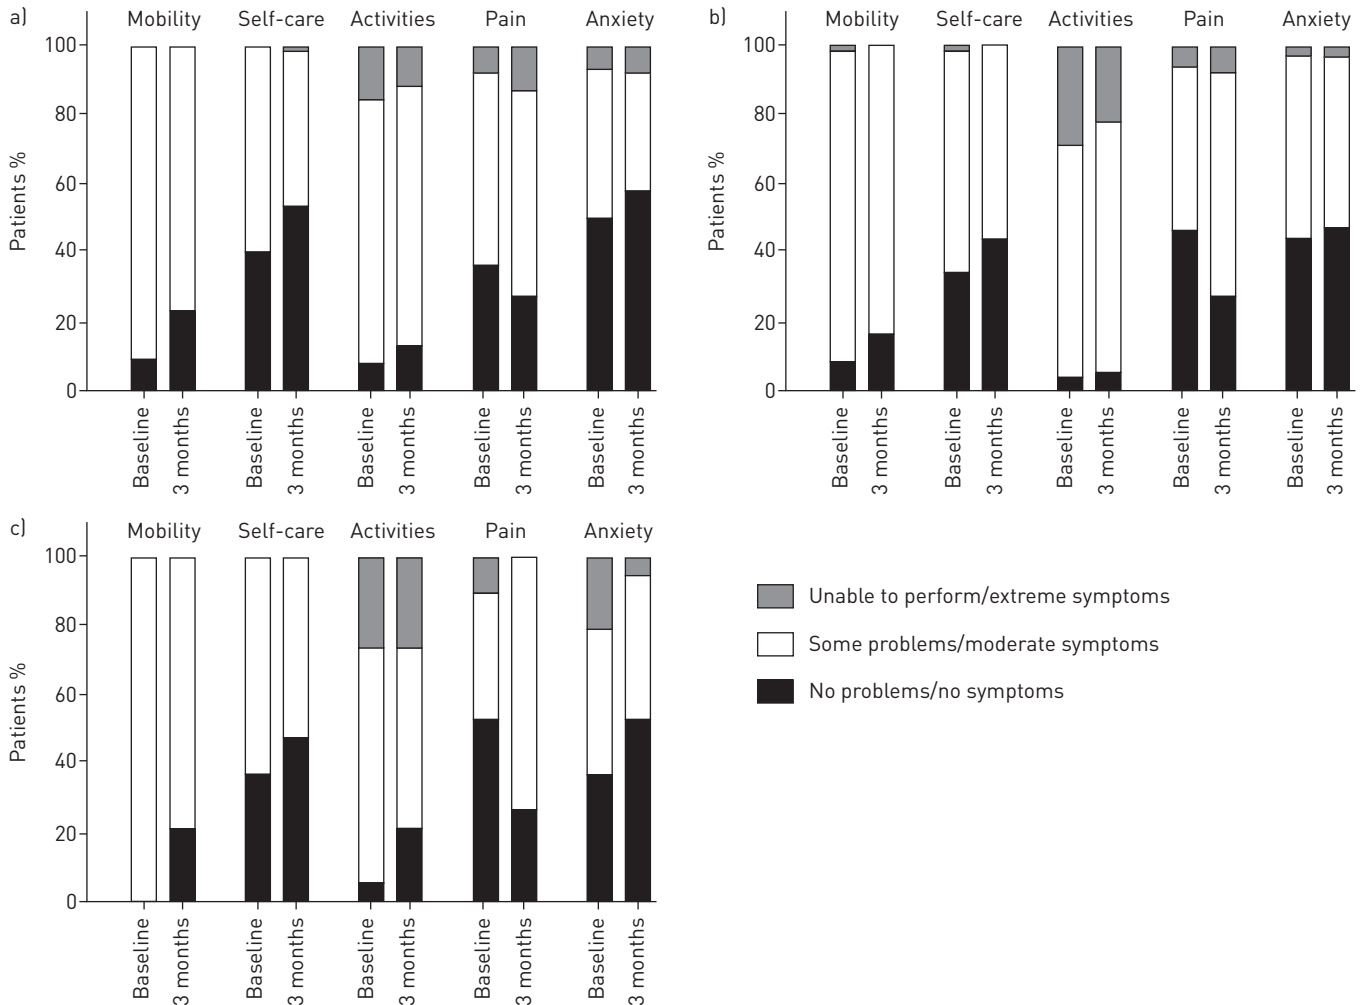 a)
Mobility Self-care Activities Pain Anxiety
100
80
60
40
20
0
Patients %
Baseline
3 months
Baseline
3 months
Baseline
3 months
Baseline
3 months
Baseline
3 months
b)
Mobility Self-care Activities Pain Anxiety
100
80
60
40
20
0
Patients %
Baseline
3 months
Baseline
3 months
Baseline
3 months
Baseline
3 months
Baseline
3 months
c)
Mobility Self-care Activities Pain Anxiety
100
80
60
40
20
0
Patients %
Baseline
3 months
Baseline
3 months
Baseline
3 months
Baseline
3 months
Baseline
3 months
Unable to perform/extreme symptoms
Some problems/moderate symptoms
No problems/no symptoms